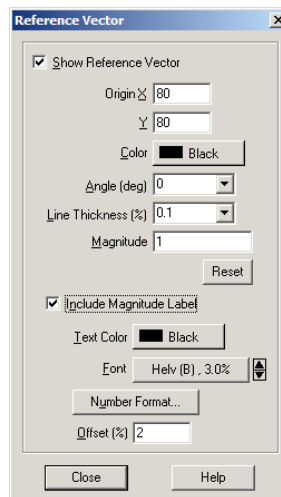 Reference Vector
Show Reference Vector
Origin X 80
Y 80
Color Black
Angle (deg) 0
Line Thickness (%) 0.1
Magnitude 1
Reset
Include Magnitude Label
Text Color Black
Font Helv (B) , 3.0%
Number Format...
Offset (%) 2
Close Help